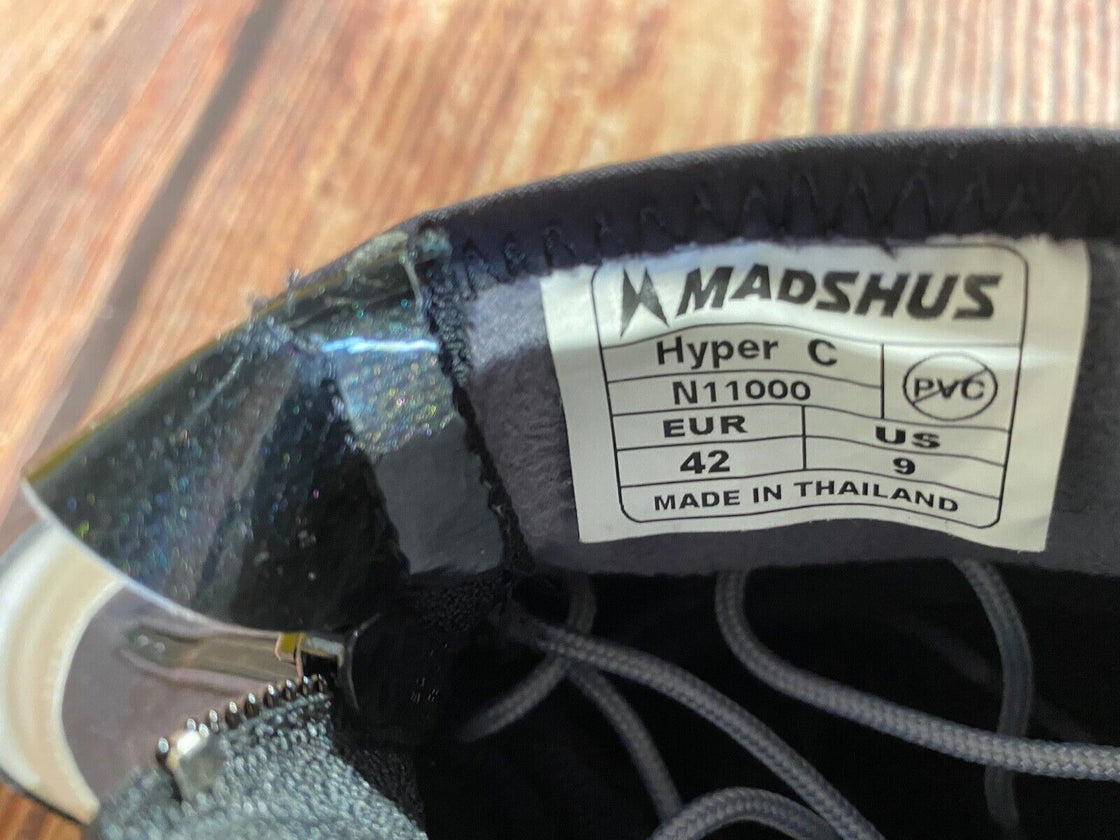 MADSHUS
Hyper C
N11000
PVC
EUR US
42 9
MADE IN THAILAND